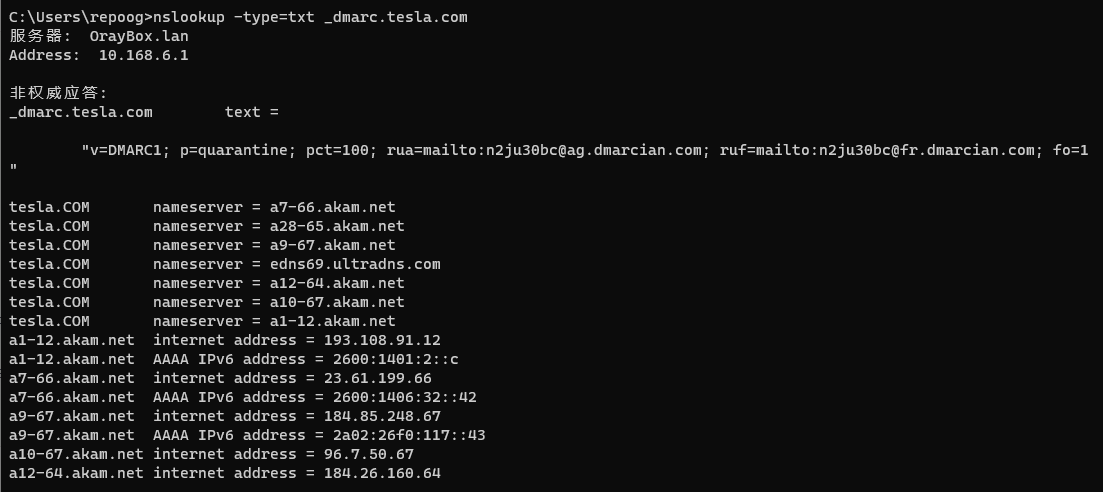 C:\Users\repoog>nslookup -type=txt _dmarc.tesla.com
服务器:  OrayBox.lan
Address:  10.168.6.1

非权威应答:
_dmarc.tesla.com        text =

        "v=DMARC1; p=quarantine; pct=100; rua=mailto:n2ju30bc@ag.dmarcian.com; ruf=mailto:n2ju30bc@fr.dmarcian.com; fo=1
"

tesla.COM       nameserver = a7-66.akam.net
tesla.COM       nameserver = a28-65.akam.net
tesla.COM       nameserver = a9-67.akam.net
tesla.COM       nameserver = edns69.ultradns.com
tesla.COM       nameserver = a12-64.akam.net
tesla.COM       nameserver = a10-67.akam.net
tesla.COM       nameserver = a1-12.akam.net
a1-12.akam.net  internet address = 193.108.91.12
a1-12.akam.net  AAAA IPv6 address = 2600:1401:2::c
a7-66.akam.net  internet address = 23.61.199.66
a7-66.akam.net  AAAA IPv6 address = 2600:1406:32::42
a9-67.akam.net  internet address = 184.85.248.67
a9-67.akam.net  AAAA IPv6 address = 2a02:26f0:117::43
a10-67.akam.net internet address = 96.7.50.67
a12-64.akam.net internet address = 184.26.160.64